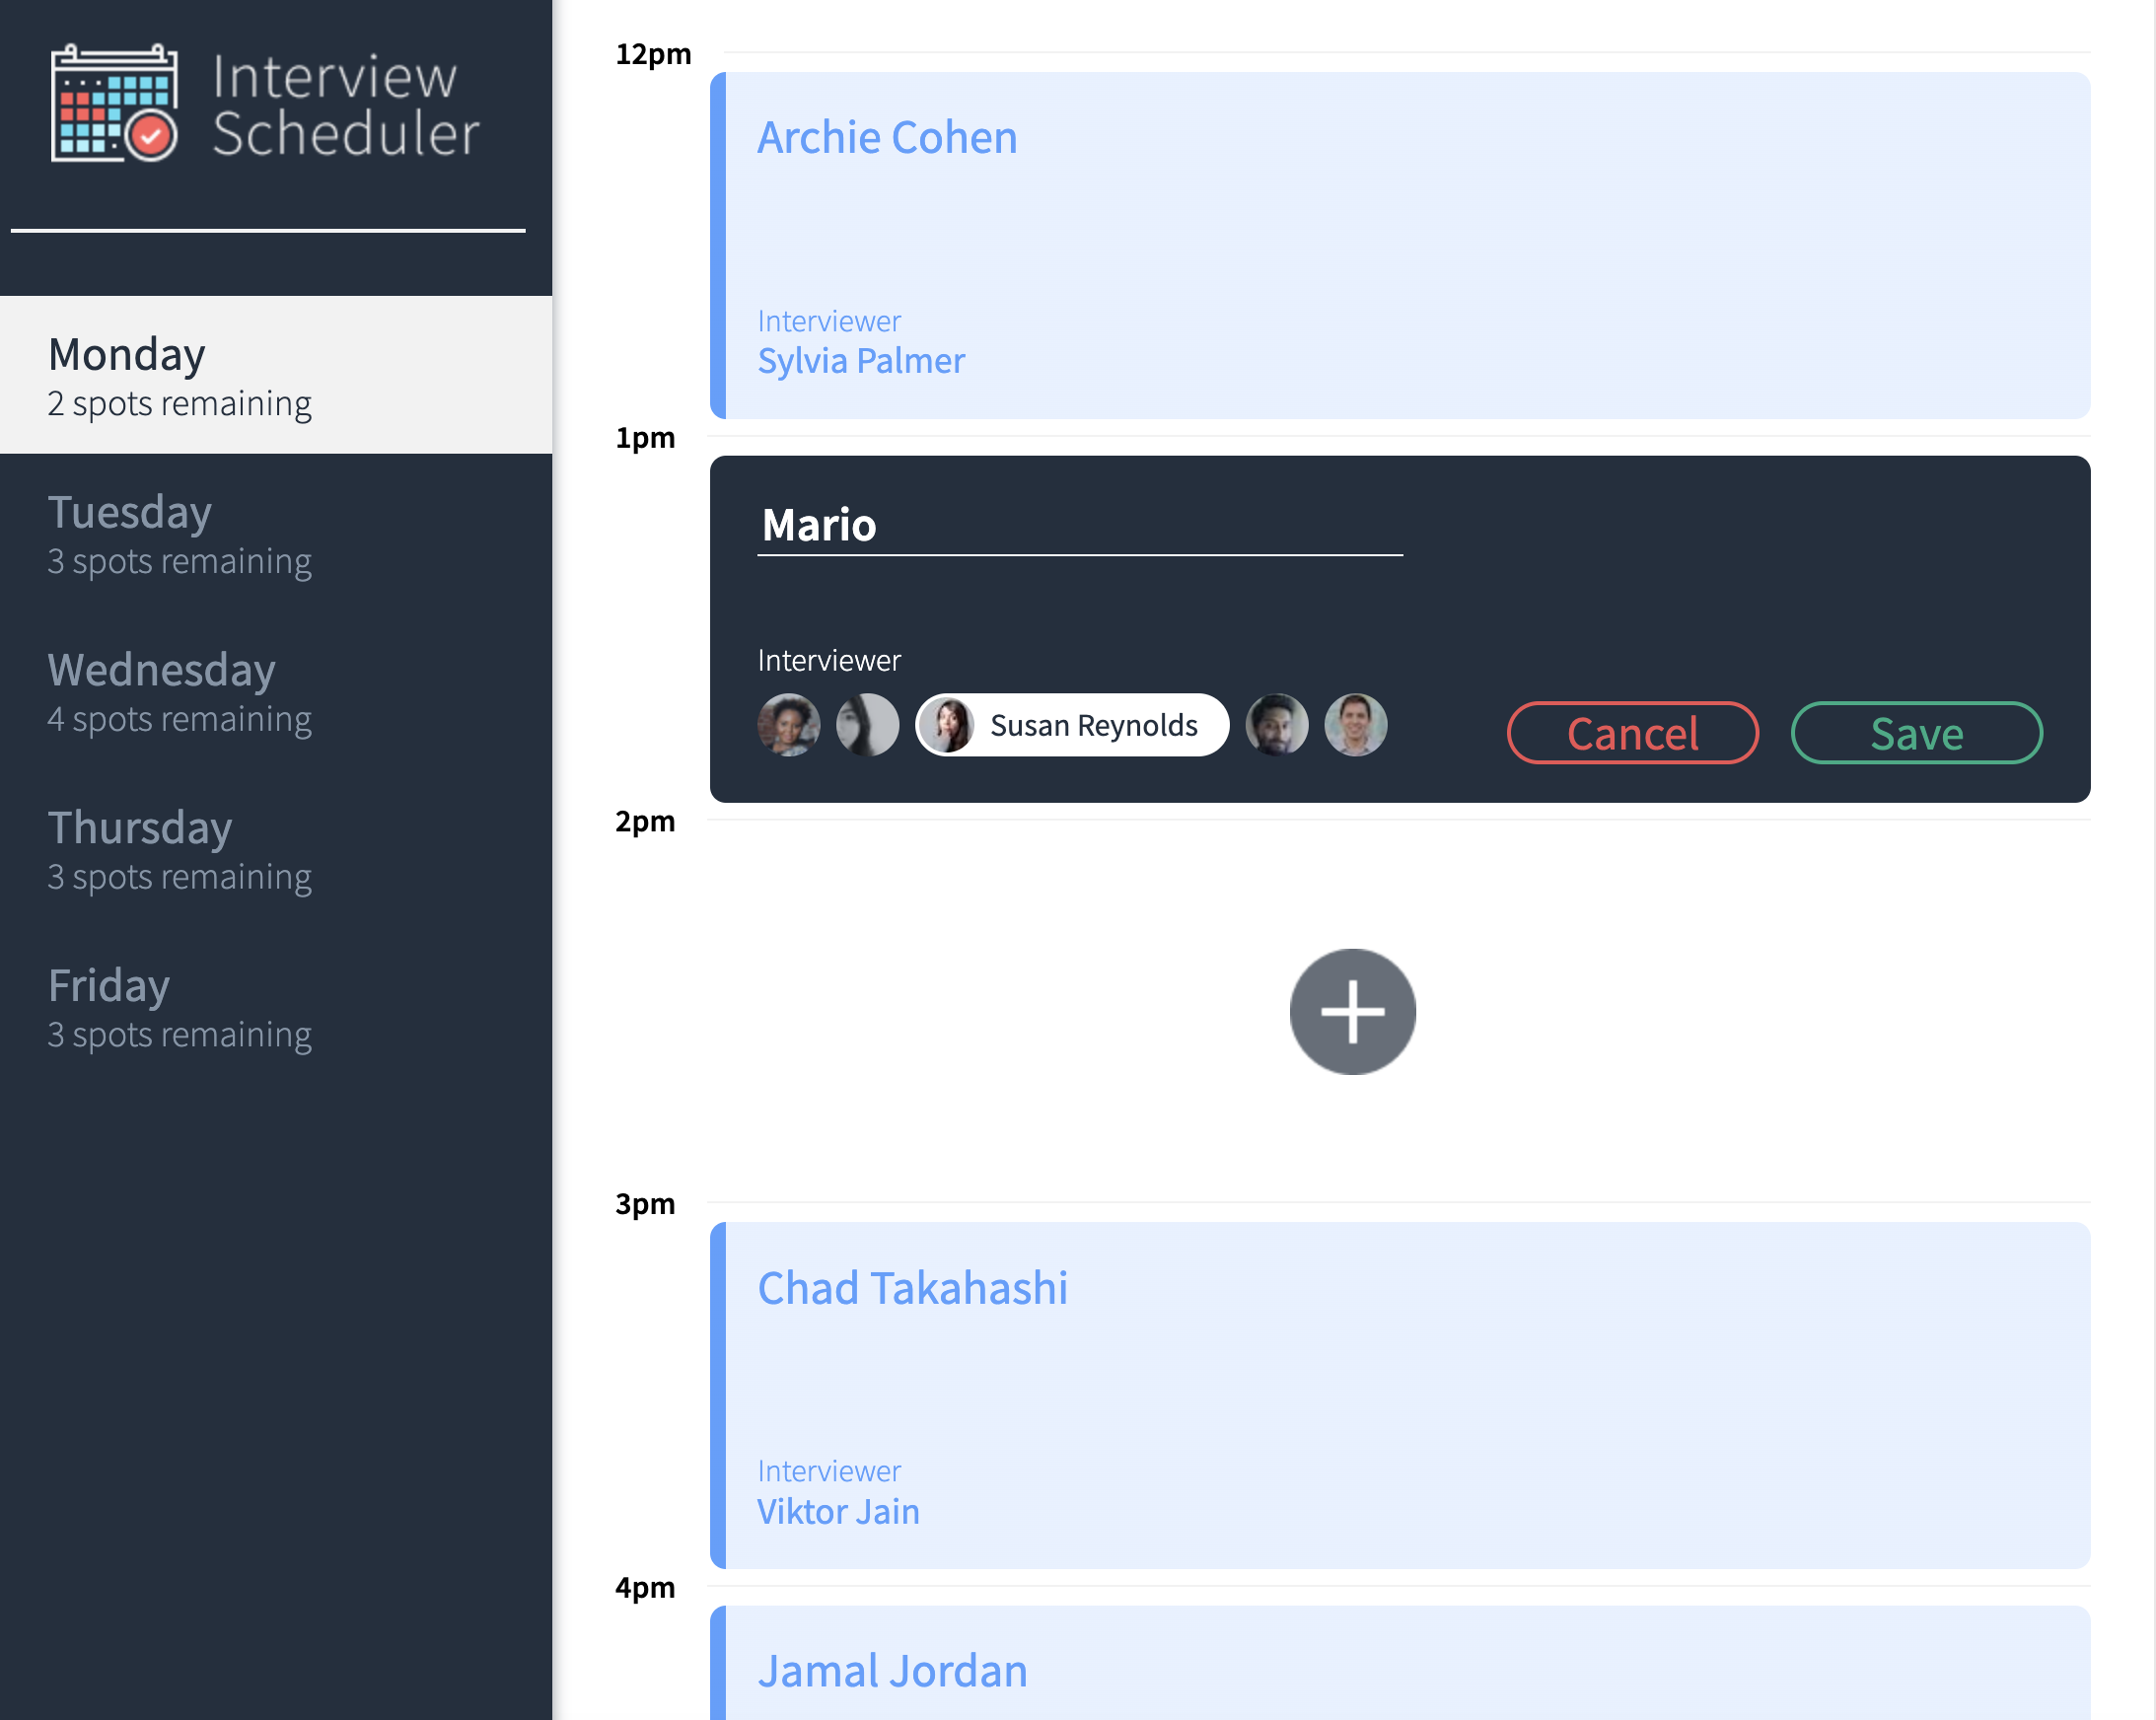 Interview
Scheduler
Monday
2 spots remaining
Tuesday
3 spots remaining
Wednesday
4 spots remaining
Thursday
3 spots remaining
Friday
3 spots remaining
12pm
Archie Cohen
Interviewer
Sylvia Palmer
1pm
Mario
Interviewer
Susan Reynolds
Cancel
Save
2pm
3pm
Chad Takahashi
Interviewer
Viktor Jain
4pm
Jamal Jordan